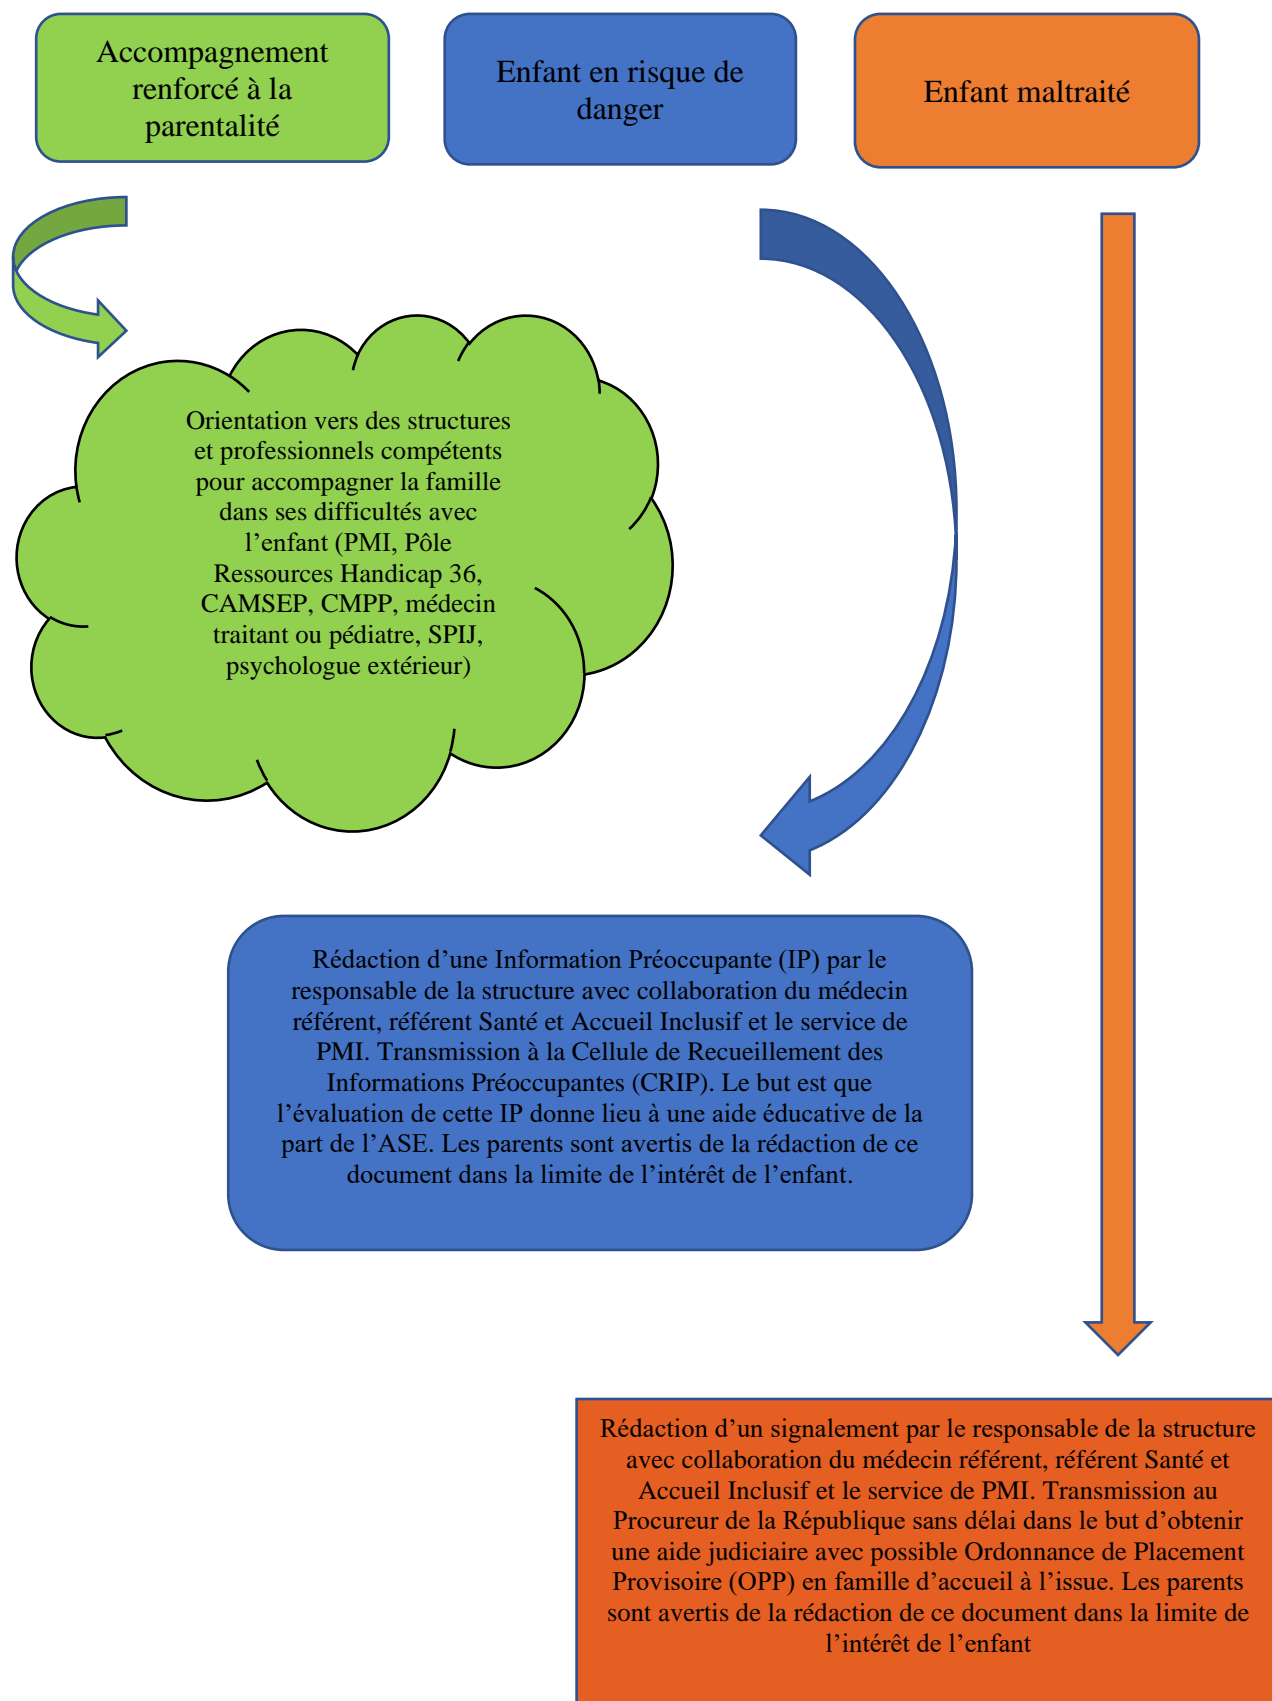 Accompagnement
renforcé à la
parentalité
Enfant en risque de
danger
Enfant maltraité
Orientation vers des structures
et professionnels compétents
pour accompagner la famille
dans ses difficultés avec
l’enfant (PMI, Pôle
Ressources Handicap 36,
CAMSEP, CMPP, médecin
traitant ou pédiatre, SPIJ,
psychologue extérieur)
Rédaction d’une Information Préoccupante (IP) par le
responsable de la structure avec collaboration du médecin
référent, référent Santé et Accueil Inclusif et le service de
PMI. Transmission à la Cellule de Recueillement des
Informations Préoccupantes (CRIP). Le but est que
l’évaluation de cette IP donne lieu à une aide éducative de la
part de l’ASE. Les parents sont avertis de la rédaction de ce
document dans la limite de l’intérêt de l’enfant.
Rédaction d’un signalement par le responsable de la structure
avec collaboration du médecin référent, référent Santé et
Accueil Inclusif et le service de PMI. Transmission au
Procureur de la République sans délai dans le but d’obtenir
une aide judiciaire avec possible Ordonnance de Placement
Provisoire (OPP) en famille d’accueil à l’issue. Les parents
sont avertis de la rédaction de ce document dans la limite de
l’intérêt de l’enfant